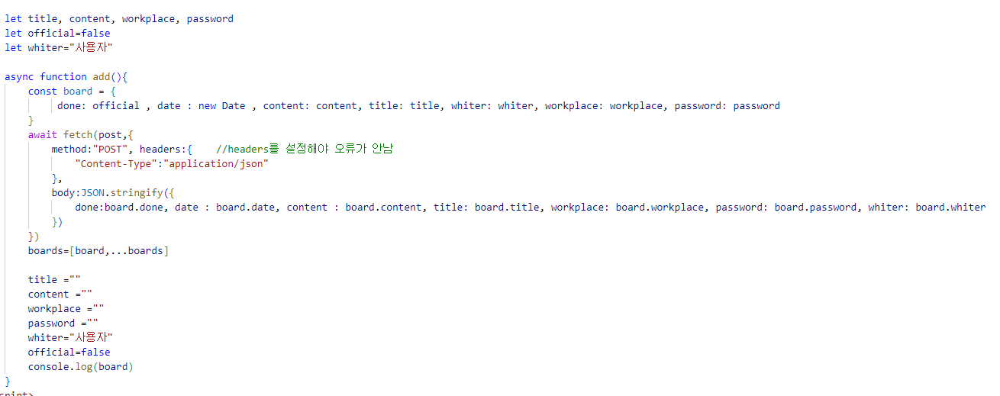 let title, content, workplace, password
let official=false
let whiter="사용자"
async function add(){
const board = {
done: official , date : new Date , content: content, title: title, whiter: whiter, workplace: workplace, password: password
}
await fetch(post,{
method:"POST", headers:{ //headers를 설정해야 오류가 안남
"Content-Type":"application/json"
},
body:JSON.stringify({
done:board.done, date : board.date, content : board.content, title: board.title, workplace: board.workplace, password: board.password, whiter: board.whiter
})
})
boards=[board,...boards]
title =""
content =""
workplace =""
password =""
whiter="사용자"
official=false
console.log(board)
}